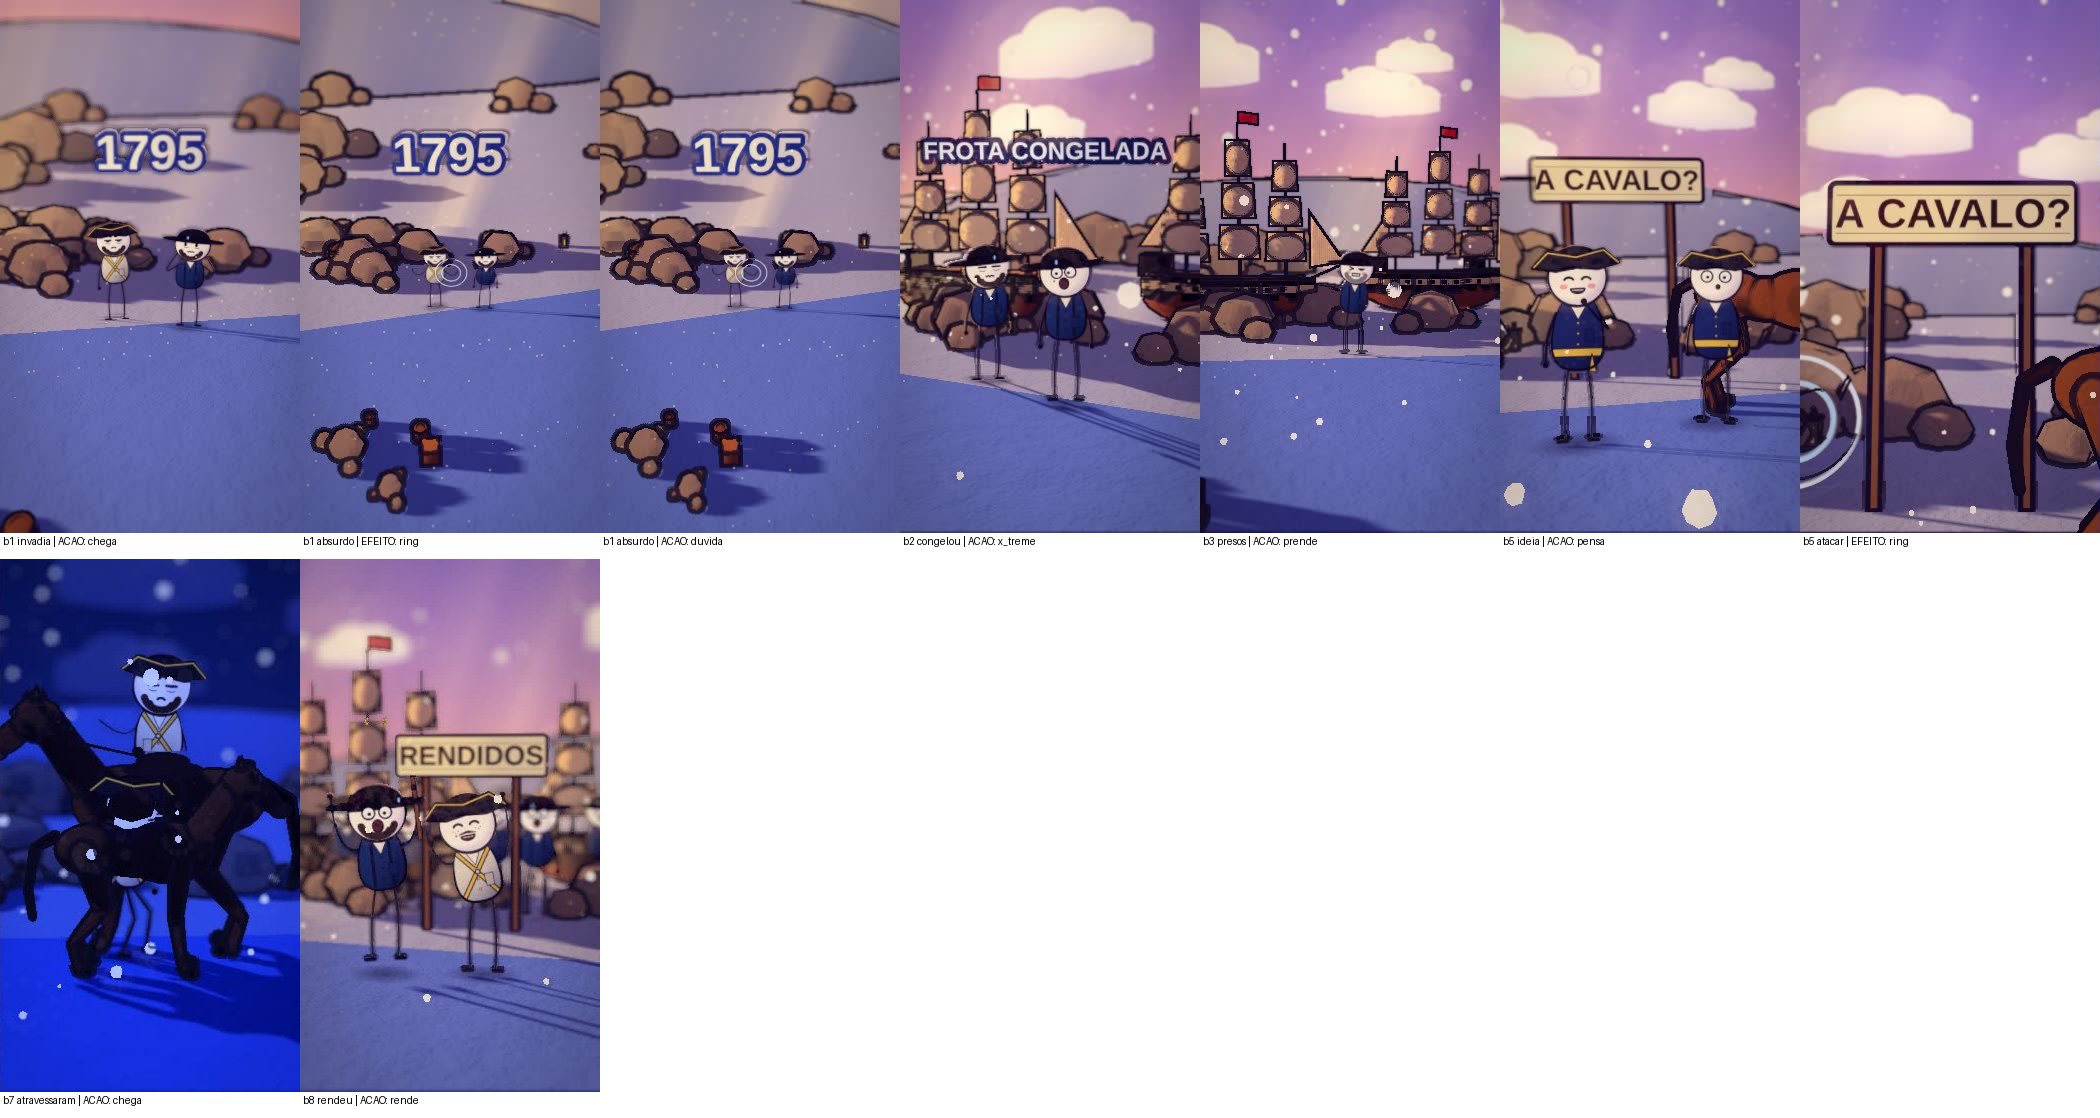 1795
1795
1795
FROTA CONGELADA
A CAVALO?
A CAVALO?
b1 invadia | ACAO: chega
b1 absurdo | EFEITO: ring
b1 absurdo | ACAO: duvida
b2 congelou | ACAO: x_treme
b3 presos | ACAO: prende
b5 ideia | ACAO: pensa
b5 atacar | EFEITO: ring
RENDIDOS
b7 atravessaram | ACAO: chega
b8 rendeu | ACAO: rende